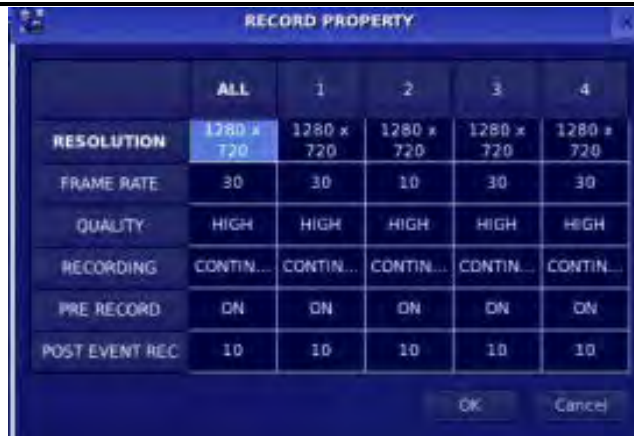 RECORD PROPERTY
ALL 1 2 3 4
RESOLUTION 1280 x 720 1280 x 720 1280 x 720 1280 x 720 1280 x 720
FRAME RATE 30 30 10 30 30
QUALITY HIGH HIGH HIGH HIGH HIGH
RECORDING CONTIN... CONTIN... CONTIN... CONTIN... CONTIN...
PRE RECORD ON ON ON ON ON
POST EVENT REC 10 10 10 10 10
OK Cancel